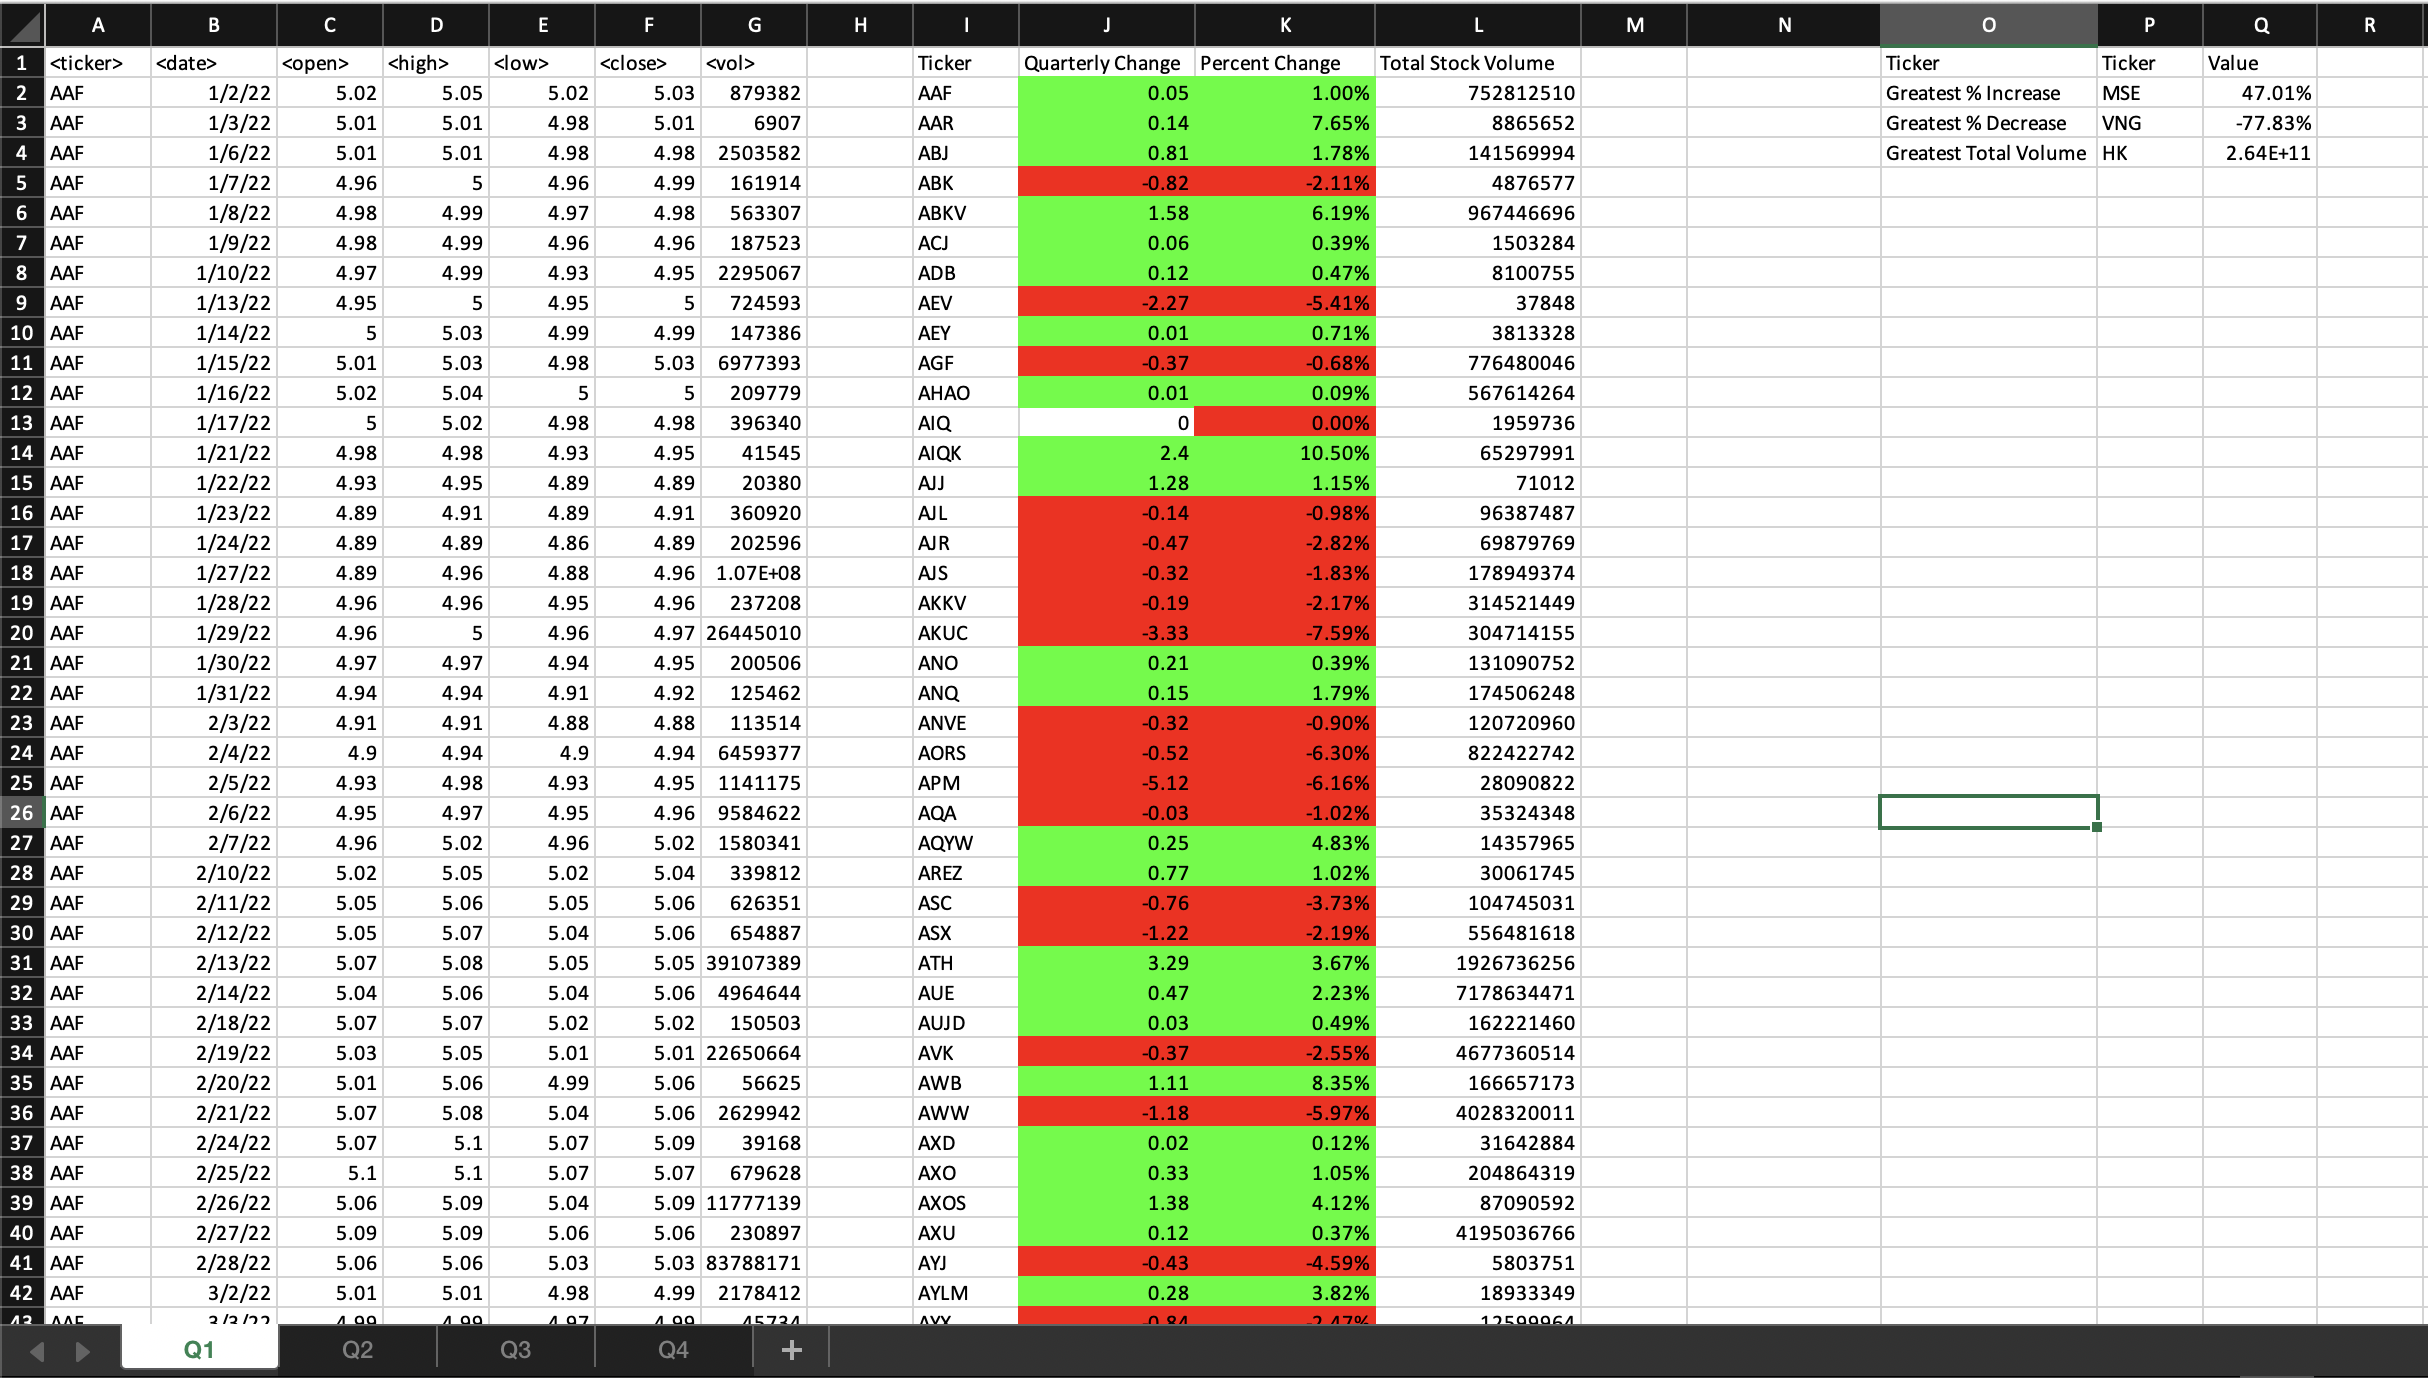 A B C D E F G H I J K L M N O P Q R
1 <ticker> <date> <open> <high> <low> <close> <vol> Ticker Quarterly Change Percent Change Total Stock Volume Ticker Ticker Value
2 AAF 1/2/22 5.02 5.05 5.02 5.03 879382 AAF 0.05 1.00% 752812510 Greatest % Increase MSE 47.01%
3 AAF 1/3/22 5.01 5.01 4.98 5.01 6907 AAR 0.14 7.65% 8865652 Greatest % Decrease VNG -77.83%
4 AAF 1/6/22 5.01 5.01 4.98 4.98 2503582 ABJ 0.81 1.78% 141569994 Greatest Total Volume HK 2.64E+11
5 AAF 1/7/22 4.96 5 4.96 4.99 161914 ABK -0.82 -2.11% 4876577
6 AAF 1/8/22 4.98 4.99 4.97 4.98 563307 ABKV 1.58 6.19% 967446696
7 AAF 1/9/22 4.98 4.99 4.96 4.96 187523 ACJ 0.06 0.39% 1503284
8 AAF 1/10/22 4.97 4.99 4.93 4.95 2295067 ADB 0.12 0.47% 8100755
9 AAF 1/13/22 4.95 5 4.95 5 724593 AEV -2.27 -5.41% 37848
10 AAF 1/14/22 5 5.03 4.99 4.99 147386 AEY 0.01 0.71% 3813328
11 AAF 1/15/22 5.01 5.03 4.98 5.03 6977393 AGF -0.37 -0.68% 776480046
12 AAF 1/16/22 5.02 5.04 5 5 209779 AHAO 0.01 0.09% 567614264
13 AAF 1/17/22 5 5.02 4.98 4.98 396340 AIQ 0 0.00% 1959736
14 AAF 1/21/22 4.98 4.98 4.93 4.95 41545 AIQK 2.4 10.50% 65297991
15 AAF 1/22/22 4.93 4.95 4.89 4.89 20380 AJJ 1.28 1.15% 71012
16 AAF 1/23/22 4.89 4.91 4.89 4.91 360920 AJL -0.14 -0.98% 96387487
17 AAF 1/24/22 4.89 4.89 4.86 4.89 202596 AJR -0.47 -2.82% 69879769
18 AAF 1/27/22 4.89 4.96 4.88 4.96 1.07E+08 AJS -0.32 -1.83% 178949374
19 AAF 1/28/22 4.96 4.96 4.95 4.96 237208 AKKV -0.19 -2.17% 314521449
20 AAF 1/29/22 4.96 5 4.96 4.97 26445010 AKUC -3.33 -7.59% 304714155
21 AAF 1/30/22 4.97 4.97 4.94 4.95 200506 ANO 0.21 0.39% 131090752
22 AAF 1/31/22 4.94 4.94 4.91 4.92 125462 ANQ 0.15 1.79% 174506248
23 AAF 2/3/22 4.91 4.91 4.88 4.88 113514 ANVE -0.32 -0.90% 120720960
24 AAF 2/4/22 4.9 4.94 4.9 4.94 6459377 AORS -0.52 -6.30% 822422742
25 AAF 2/5/22 4.93 4.98 4.93 4.95 1141175 APM -5.12 -6.16% 28090822
26 AAF 2/6/22 4.95 4.97 4.95 4.96 9584622 AQA -0.03 -1.02% 35324348
27 AAF 2/7/22 4.96 5.02 4.96 5.02 1580341 AQYW 0.25 4.83% 14357965
28 AAF 2/10/22 5.02 5.05 5.02 5.04 339812 AREZ 0.77 1.02% 30061745
29 AAF 2/11/22 5.05 5.06 5.05 5.06 626351 ASC -0.76 -3.73% 104745031
30 AAF 2/12/22 5.05 5.07 5.04 5.06 654887 ASX -1.22 -2.19% 556481618
31 AAF 2/13/22 5.07 5.08 5.05 5.05 39107389 ATH 3.29 3.67% 1926736256
32 AAF 2/14/22 5.04 5.06 5.04 5.06 4964644 AUE 0.47 2.23% 7178634471
33 AAF 2/18/22 5.07 5.07 5.02 5.02 150503 AUJD 0.03 0.49% 162221460
34 AAF 2/19/22 5.03 5.05 5.01 5.01 22650664 AVK -0.37 -2.55% 4677360514
35 AAF 2/20/22 5.01 5.06 4.99 5.06 56625 AWB 1.11 8.35% 166657173
36 AAF 2/21/22 5.07 5.08 5.04 5.06 2629942 AWW -1.18 -5.97% 4028320011
37 AAF 2/24/22 5.07 5.1 5.07 5.09 39168 AXD 0.02 0.12% 31642884
38 AAF 2/25/22 5.1 5.1 5.07 5.07 679628 AXO 0.33 1.05% 204864319
39 AAF 2/26/22 5.06 5.09 5.04 5.09 11777139 AXOS 1.38 4.12% 87090592
40 AAF 2/27/22 5.09 5.09 5.06 5.06 230897 AXU 0.12 0.37% 4195036766
41 AAF 2/28/22 5.06 5.06 5.03 5.03 83788171 AYJ -0.43 -4.59% 5803751
42 AAF 3/2/22 5.01 5.01 4.98 4.99 2178412 AYLM 0.28 3.82% 18933349
43 AAF 3/3/22 4.99 4.99 4.97 4.99 45734 -0.84 -2.47% 12599964
Q1 Q2 Q3 Q4 +